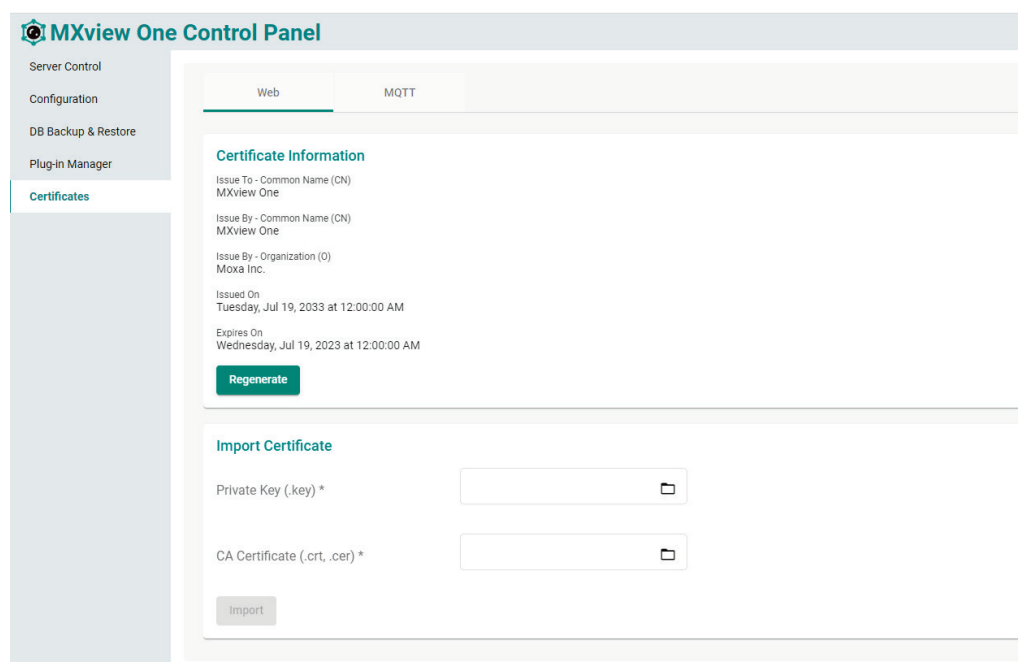 MXview One Control Panel
Server Control
Configuration
DB Backup & Restore
Plug-in Manager
Certificates
Web
MQTT
Certificate Information
Issue To - Common Name (CN)
MXview One
Issue By - Common Name (CN)
MXview One
Issue By - Organization (O)
Moxa Inc.
Issued On
Tuesday, Jul 19, 2033 at 12:00:00 AM
Expires On
Wednesday, Jul 19, 2023 at 12:00:00 AM
Regenerate
Import Certificate
Private Key (.key) *
CA Certificate (.crt, .cer) *
Import